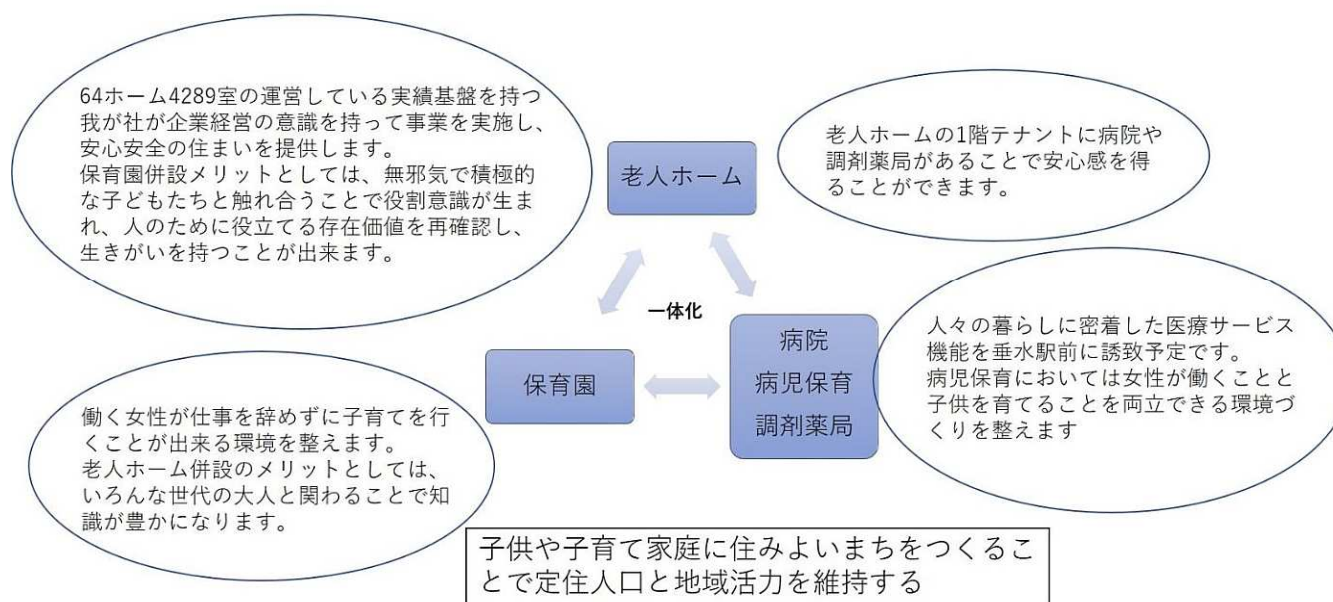 64ホーム4289室の運営している実績基盤を持つ
我が社が企業経営の意識を持って事業を実施し、
安心安全の住まいを提供します。
保育園併設メリットとしては、無邪気で積極的
な子どもたちと触れ合うことで役割意識が生ま
れ、人のために役立てる存在価値を再確認し、
生きがいを持つことが出来ます。
老人ホーム
老人ホームの1階テナントに病院や
調剤薬局があることで安心感を得
ることができます。
一体化
保育園
病院
病児保育
調剤薬局
人々の暮らしに密着した医療サービス
機能を垂水駅前に誘致予定です。
病児保育においては女性が働くことと
子供を育てることを両立できる環境づ
くりを整えます
働く女性が仕事を辞めずに子育てを行
くことが出来る環境を整えます。
老人ホーム併設のメリットとしては、
いろんな世代の大人と関わることで知
識が豊かになります。
子供や子育て家庭に住みよいまちをつくるこ
とで定住人口と地域活力を維持する